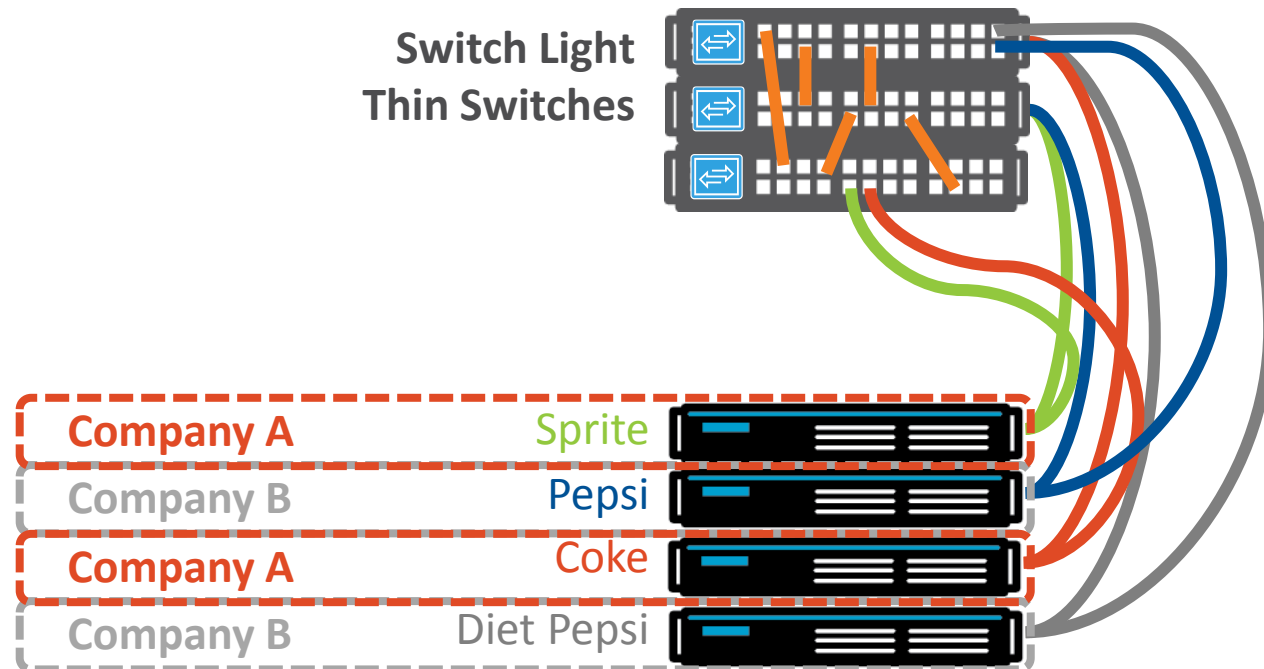 Switch Light
Thin Switches
Company A Sprite
Company B Pepsi
Company A Coke
Company B Diet Pepsi